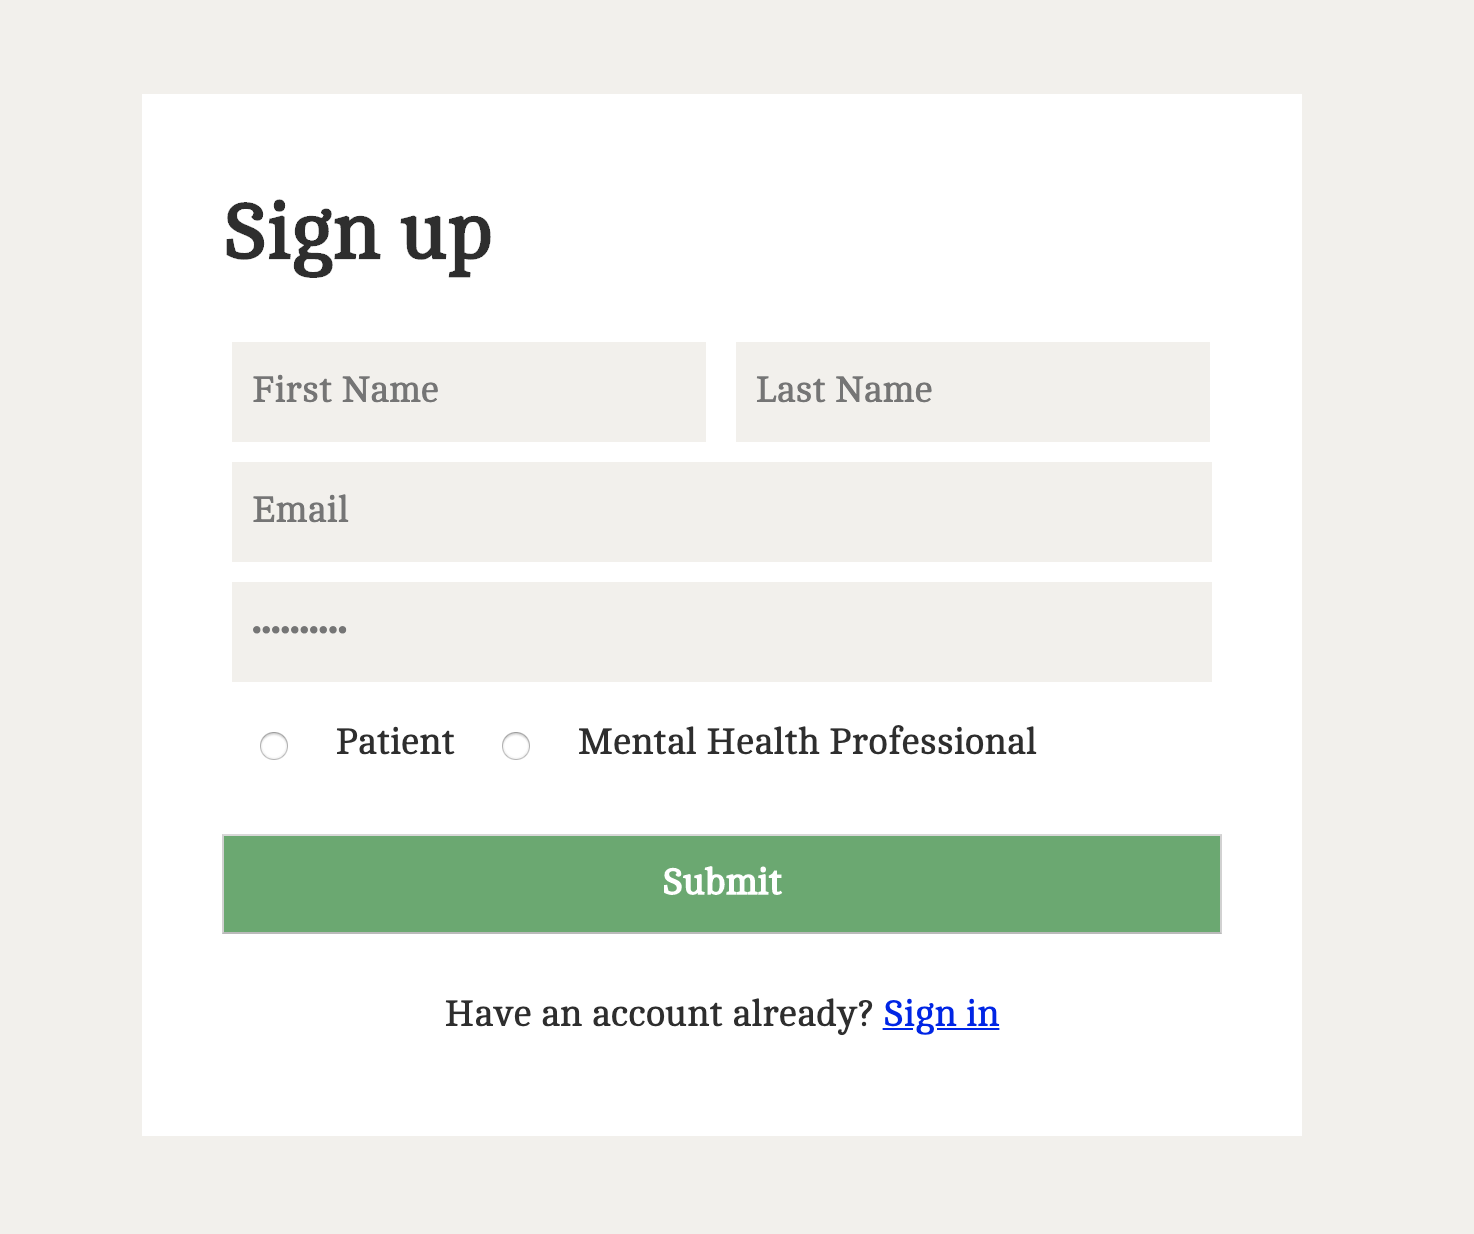 Sign up
First Name Last Name
Email
••••••••••
Patient Mental Health Professional
Submit
Have an account already? Sign in